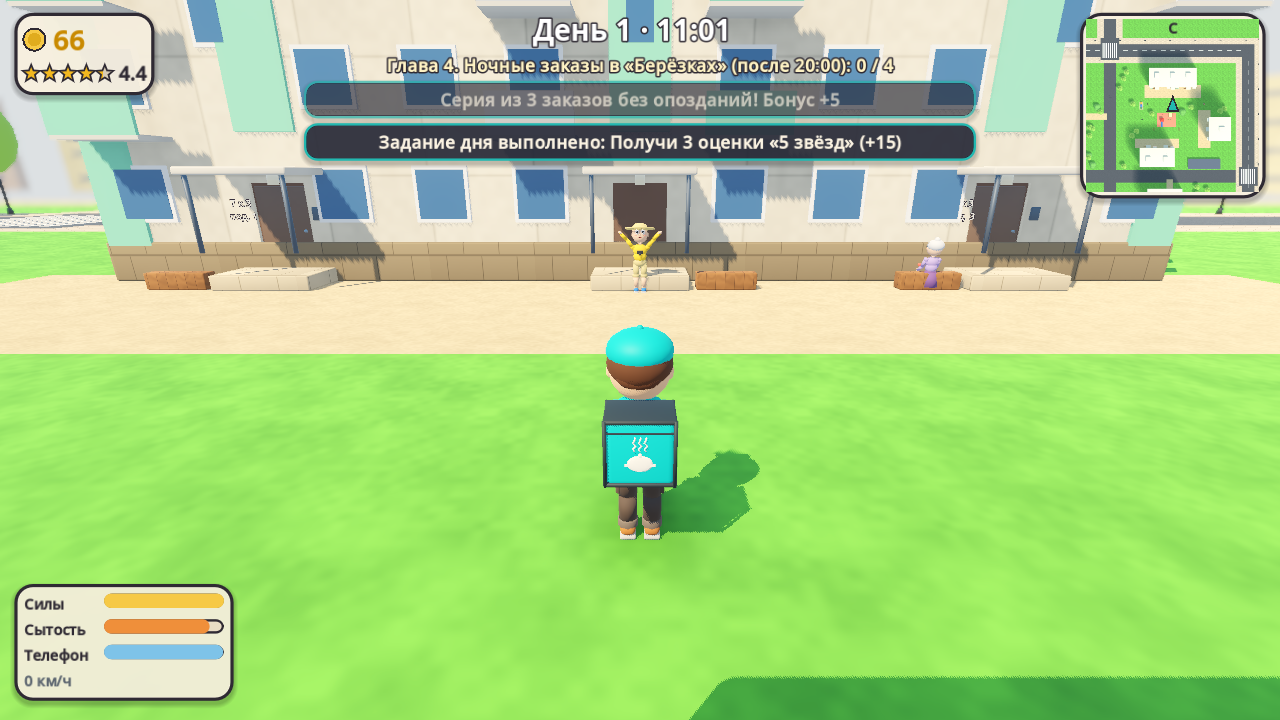 66
4.4
День 1 · 11:01
Глава 4. Ночные заказы в «Берёзках» (после 20:00): 0 / 4
Серия из 3 заказов без опозданий! Бонус +5
Задание дня выполнено: Получи 3 оценки «5 звёзд» (+15)
С
Силы
Сытость
Телефон
0 км/ч